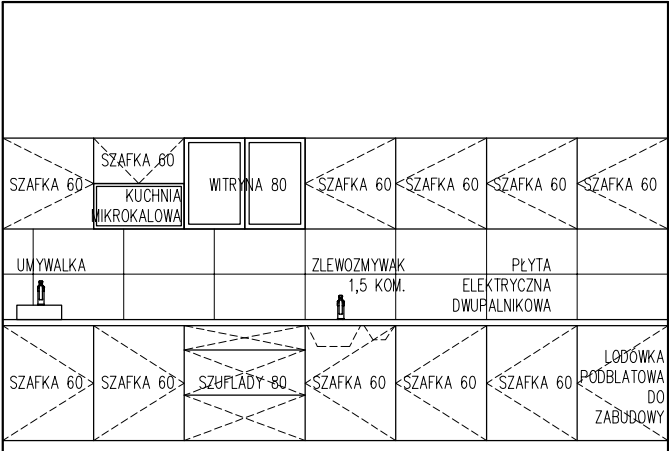 SZAFKA 60
SZAFKA 60
KUCHNIA
MIKROKALOWA
WITRYNA 80
SZAFKA 60
SZAFKA 60
SZAFKA 60
SZAFKA 60
UMYWALKA
ZLEWOZMYWAK
1,5 KOM.
PŁYTA
ELEKTRYCZNA
DWUPALNIKOWA
SZAFKA 60
SZAFKA 60
SZUFLADY 80
SZAFKA 60
SZAFKA 60
SZAFKA 60
LODÓWKA
PODBLATOWA
DO
ZABUDOWY